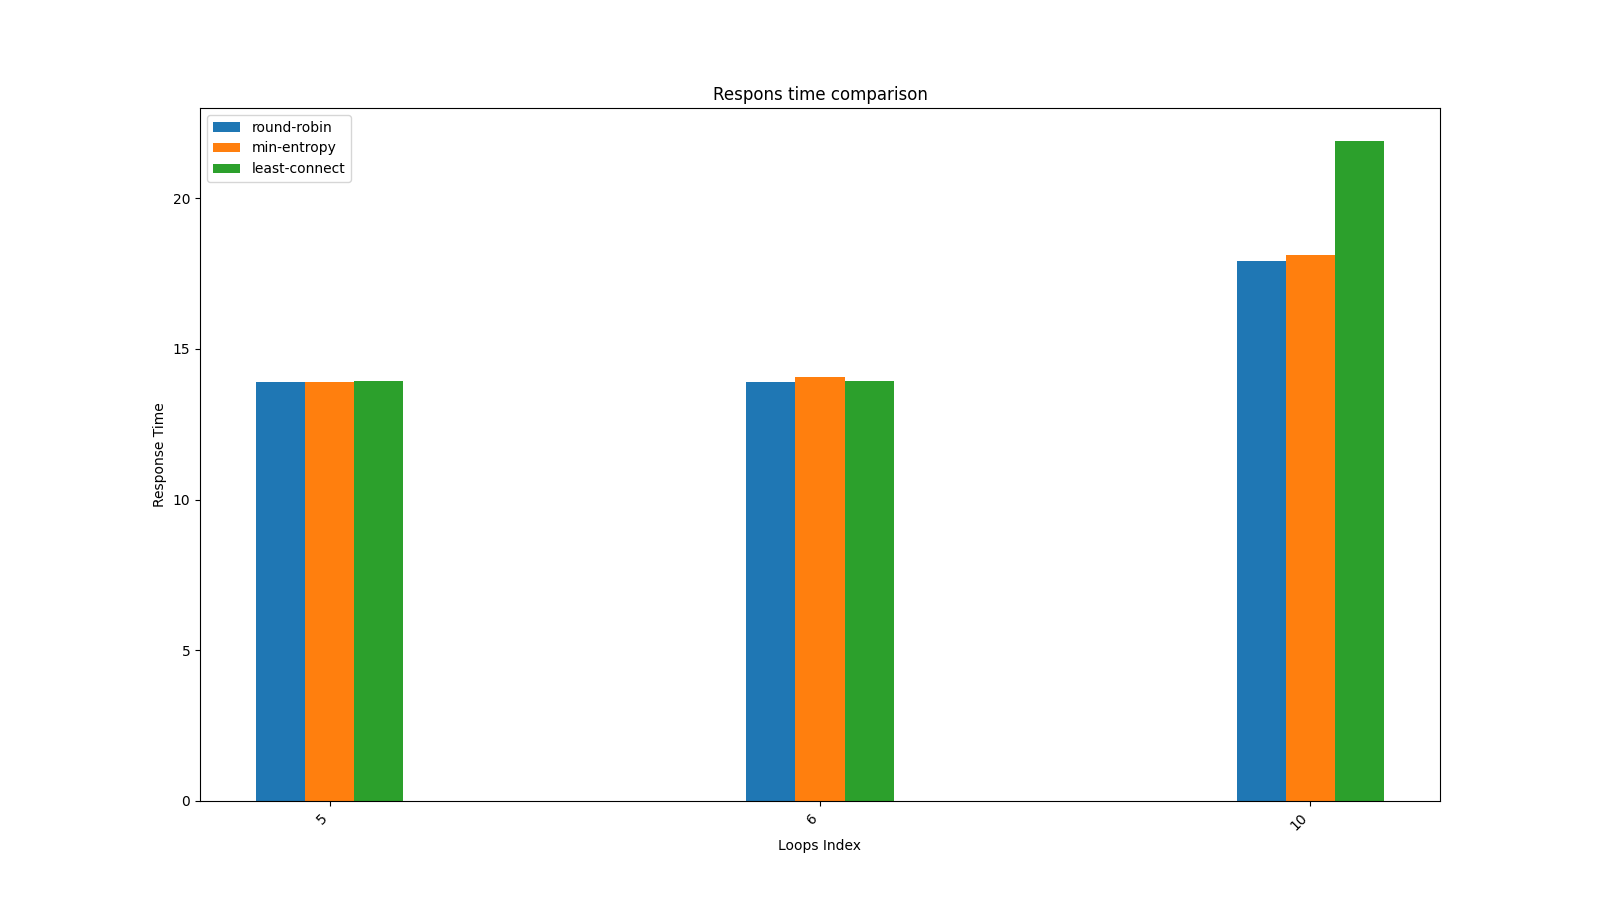 Respons time comparison
round-robin
min-entropy
least-connect
20
15
10
5
0
Response Time
5
6
10
Loops Index